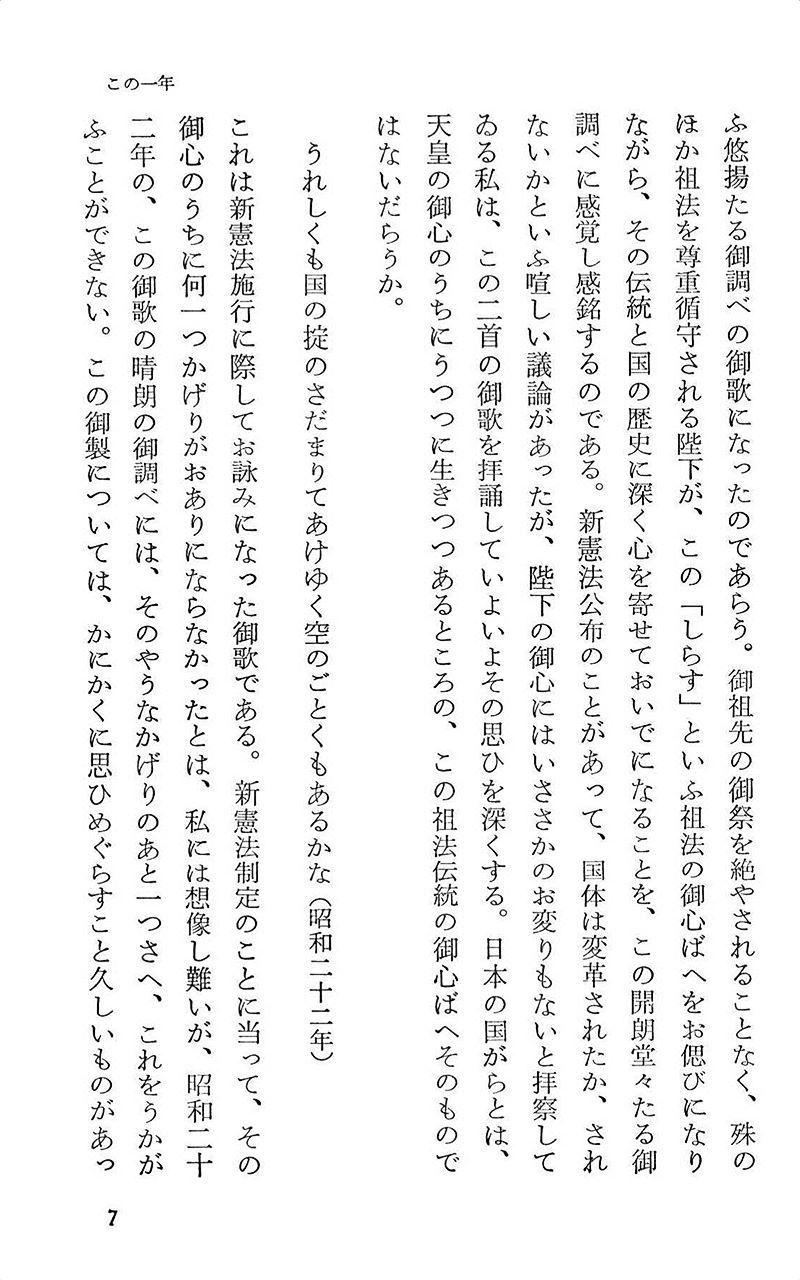 この一年
ふ悠揚たる御調べの御歌になったのであらう。御祖先の御祭を絶やされることなく、殊の
ほか祖法を尊重循守される陛下が、この「しらす」といふ祖法の御心ばへをお偲びになり
ながら、その伝統と国の歴史に深く心を寄せておいでになることを、この開朗堂々たる御
調べに感覚し感銘するのである。新憲法公布のことがあって、国体は変革されたか、され
ないかといふ喧しい議論があったが、陛下の御心にはいささかのお変りもないと拝察して
ゐる私は、この二首の御歌を拝誦していよいよその思ひを深くする。日本の国がらとは、
天皇の御心のうちにうつつに生きつつあるところの、この祖法伝統の御心ばへそのもので
はないだらうか。
うれしくも国の掟のさだまりてあけゆく空のごとくもあるかな（昭和二十二年）
これは新憲法施行に際してお詠みになった御歌である。新憲法制定のことに当って、その
御心のうちに何一つかげりがおありにならなかったとは、私には想像し難いが、昭和二十
二年の、この御歌の晴朗の御調べには、そのやうなかげりのあと一つさへ、これをうかが
ふことができない。この御製については、かにかくに思ひめぐらすこと久しいものがあっ
7